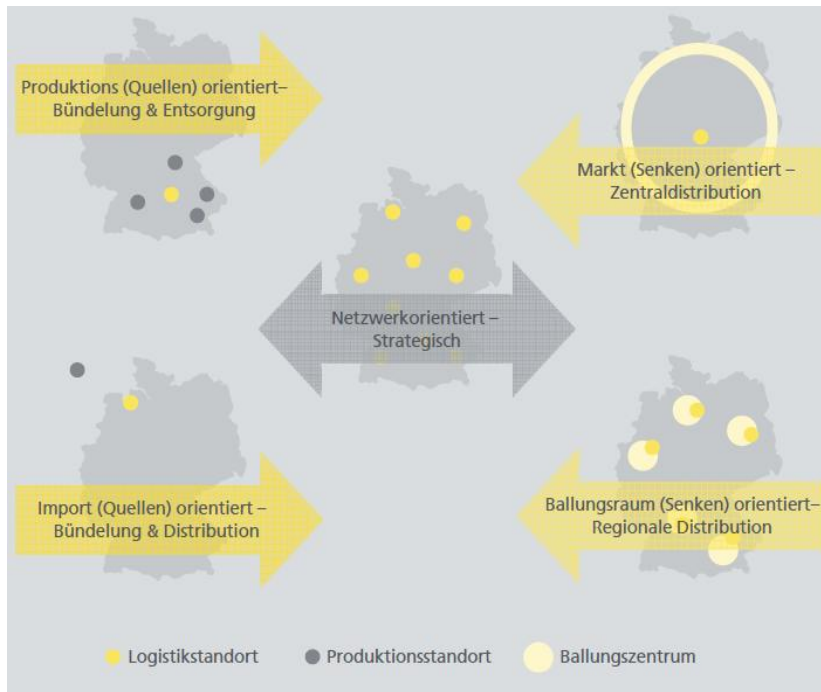 Produktions (Quellen) orientiert–
Bündelung & Entsorgung
Markt (Senken) orientiert –
Zentraldistribution
Netzwerkorientiert –
Strategisch
Import (Quellen) orientiert –
Bündelung & Distribution
Ballungsraum (Senken) orientiert–
Regionale Distribution
Logistikstandort
Produktionsstandort
Ballungszentrum